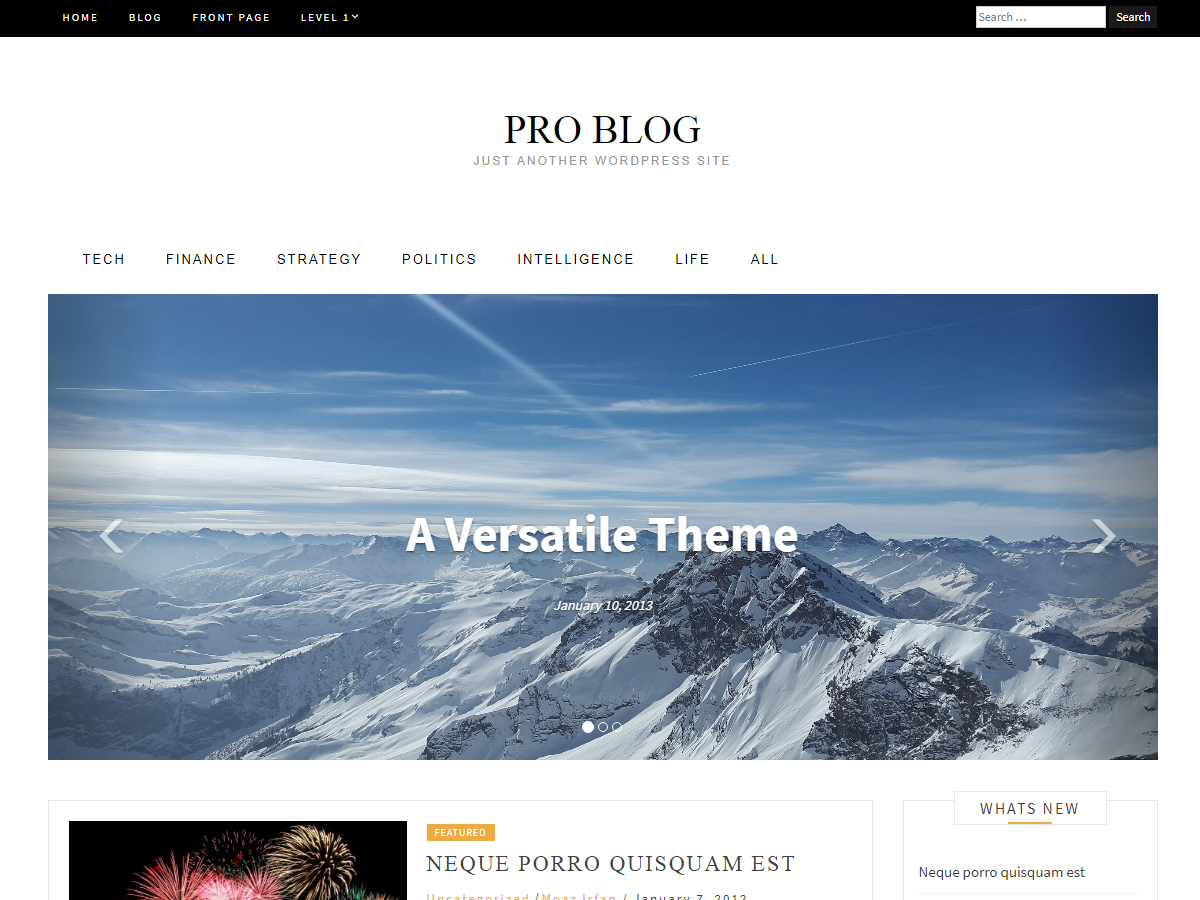 HOME BLOG FRONT PAGE LEVEL 1
Search …
Search
PRO BLOG
JUST ANOTHER WORDPRESS SITE
TECH FINANCE STRATEGY POLITICS INTELLIGENCE LIFE ALL
A Versatile Theme
January 10, 2013
FEATURED
NEQUE PORRO QUISQUAM EST
Uncategorized / Moaz Irfan / January 7, 2012
WHATS NEW
Neque porro quisquam est